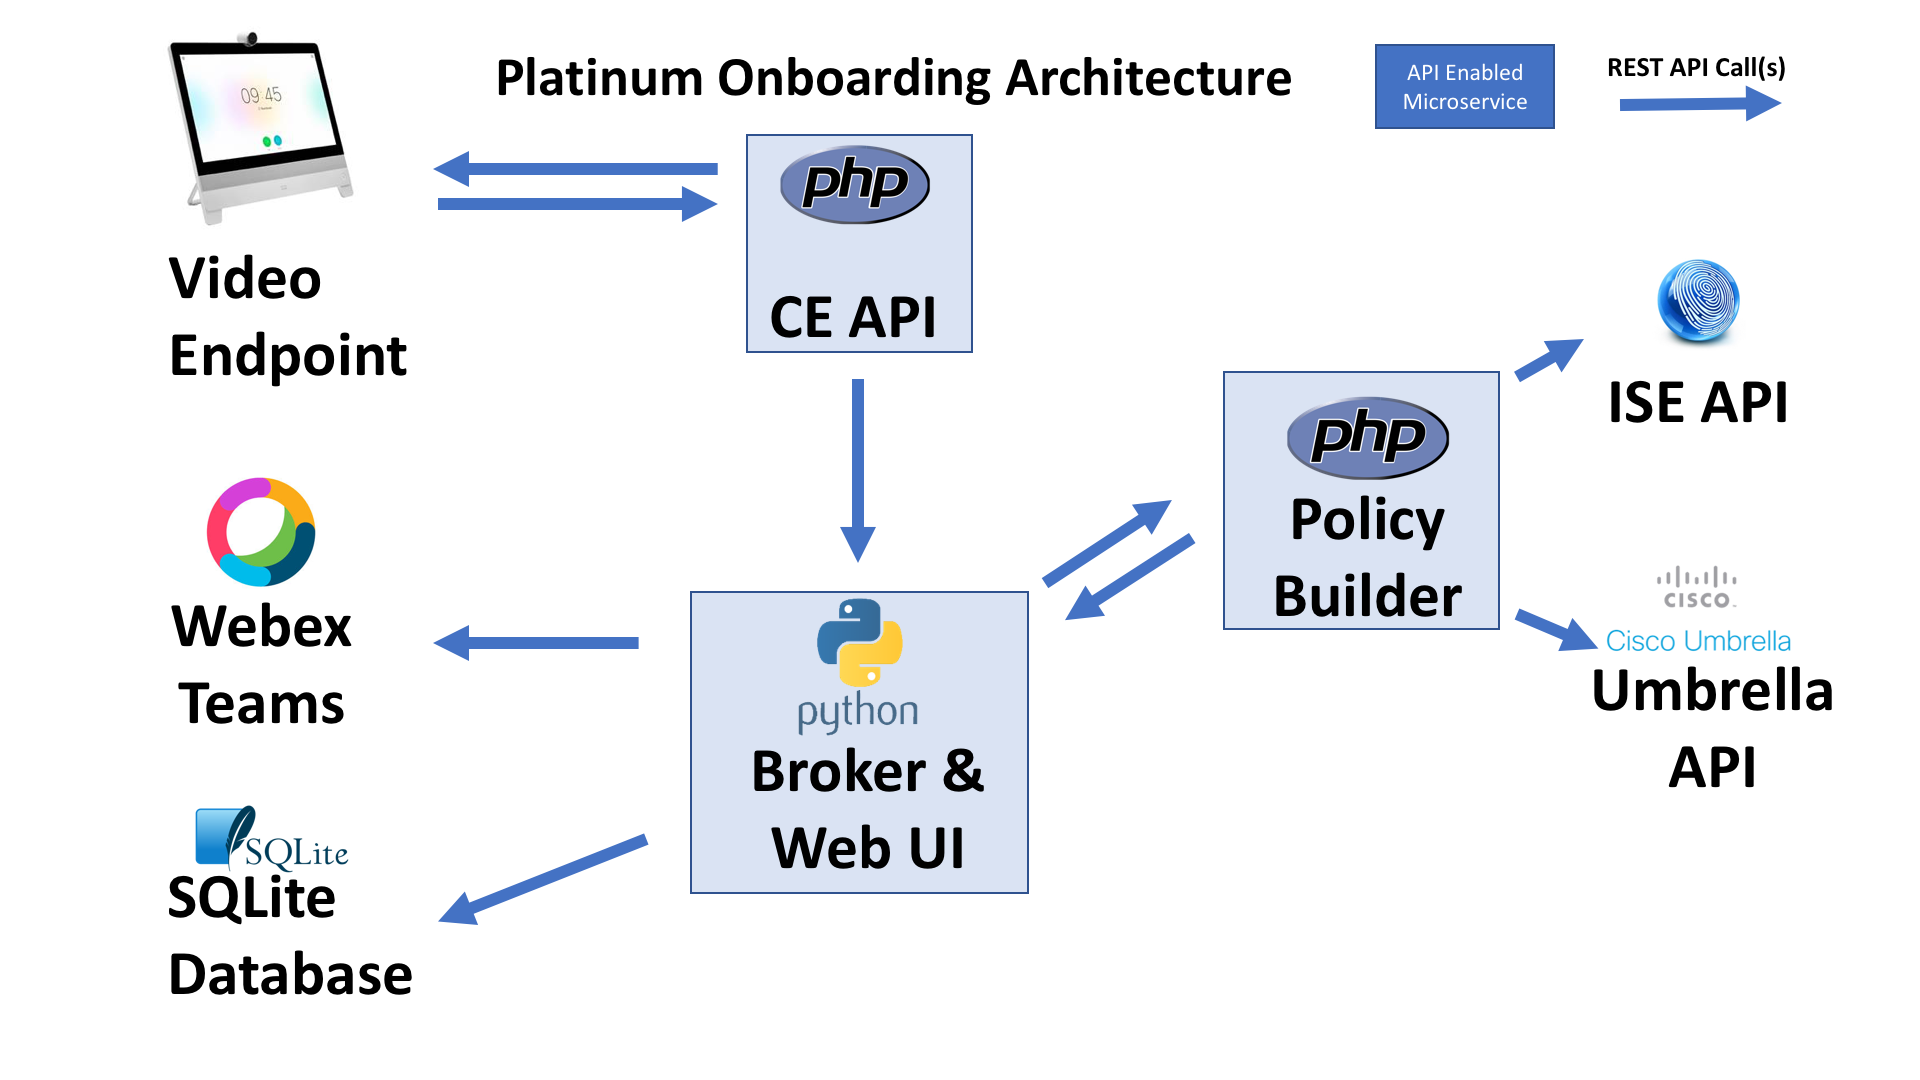 Platinum Onboarding Architecture
API Enabled
Microservice
REST API Call(s)
09:45
php
CE API
Video
Endpoint
ISE API
php
Policy
Builder
Webex
Teams
CISCO
Cisco Umbrella
Umbrella
API
python
Broker &
Web UI
SQLite
SQLite
Database